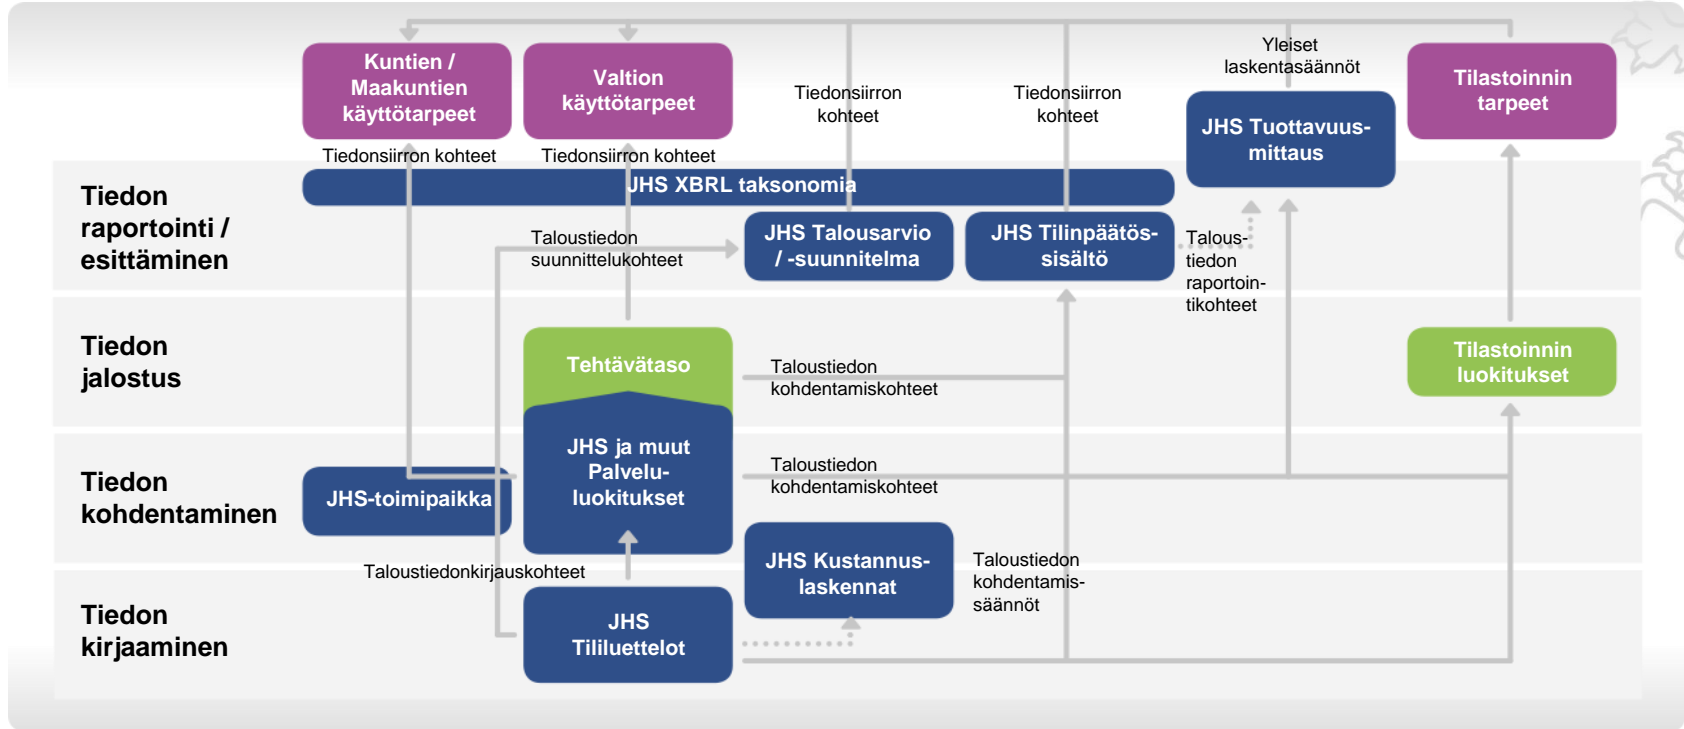 Kuntien /
Maakuntien
käyttötarpeet
Valtion
käyttötarpeet
Tiedonsiirron
kohteet
Tiedonsiirron
kohteet
Yleiset
laskentasäännöt
JHS Tuottavuus-
mittaus
Tilastoinnin
tarpeet
Tiedonsiirron kohteet
Tiedonsiirron kohteet
Tiedon
raportointi /
esittäminen
JHS XBRL taksonomia
Taloustiedon
suunnittelukohteet
JHS Talousarvio
/ -suunnitelma
JHS Tilinpäätös-
sisältö
Talous-
tiedon
raportoin-
tikohteet
Tiedon
jalostus
Tehtävätaso
Taloustiedon
kohdentamiskohteet
Tilastoinnin
luokitukset
Tiedon
kohdentaminen
JHS-toimipaikka
JHS ja muut
Palvelu-
luokitukset
Taloustiedon
kohdentamiskohteet
Taloustiedonkirjauskohteet
JHS Kustannus-
laskennat
Taloustiedon
kohdentamis-
säännöt
Tiedon
kirjaaminen
JHS
Tililuettelot